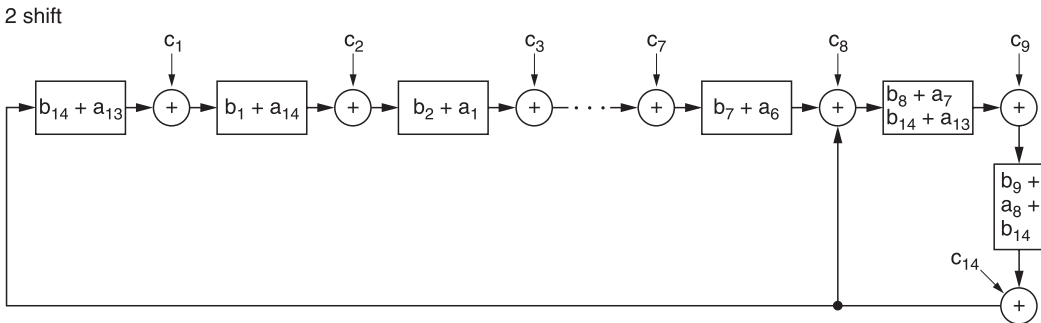 2 shift
c₁ c₂ c₃ c₇ c₈ c₉
b₁₄ + a₁₃ + b₁ + a₁₄ + b₂ + a₁ + · · · + b₇ + a₆ + b₈ + a₇ +
b₁₄ + a₁₃
b₉ +
a₈ +
b₁₄
c₁₄
+